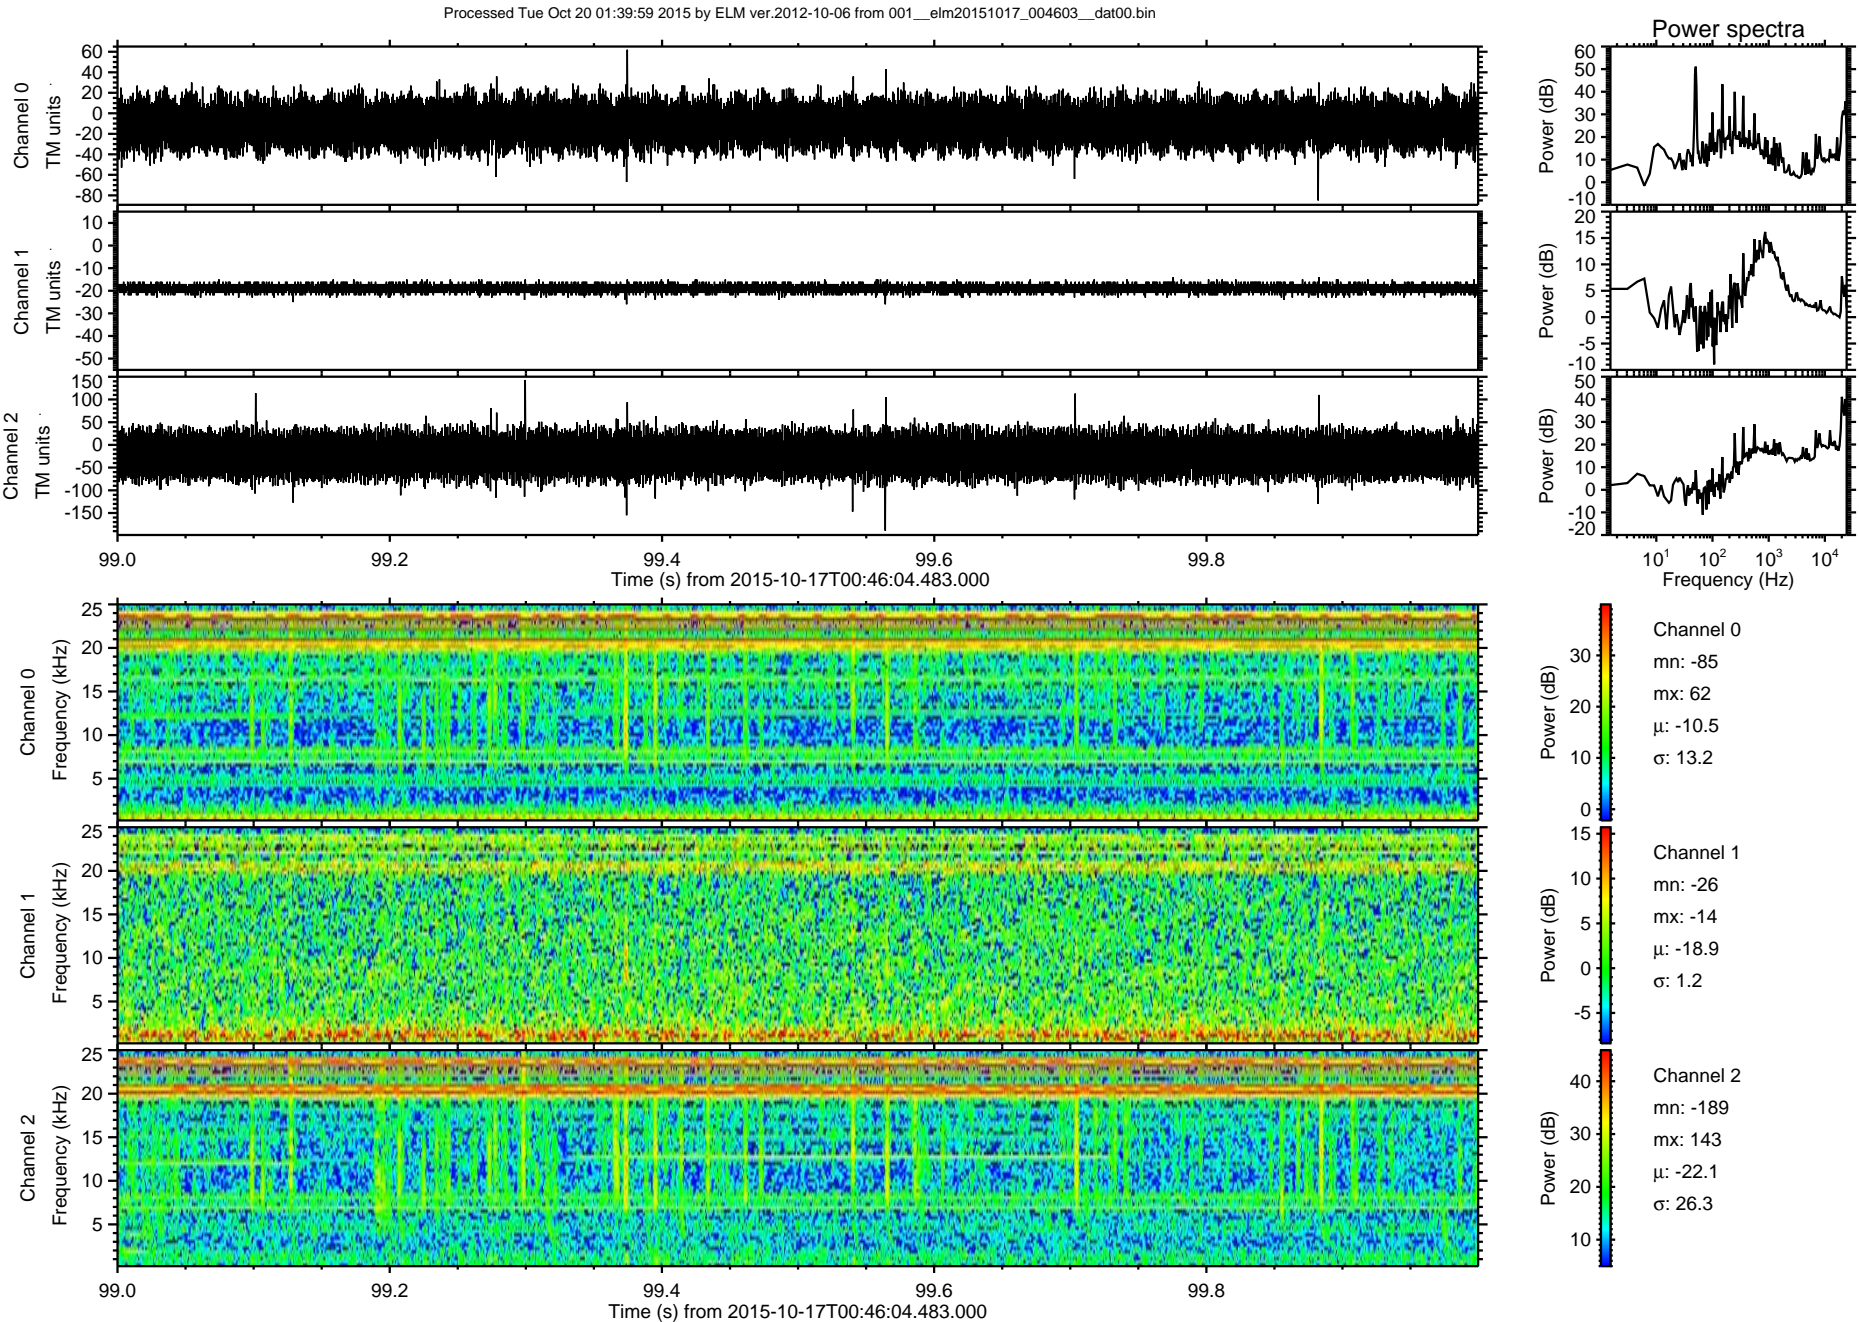 Processed Tue Oct 20 01:39:59 2015 by ELM ver.2012-10-06 from 001__elm20151017_004603__dat00.bin
Power spectra
Channel 0
TM units
60
40
20
0
-20
-40
-60
-80
Power (dB)
60
50
40
30
20
10
0
-10
Channel 1
TM units
10
0
-10
-20
-30
-40
-50
Power (dB)
20
15
10
5
0
-5
-10
Channel 2
TM units
150
100
50
0
-50
-100
-150
Power (dB)
50
40
30
20
10
0
-10
-20
99.0 99.2 99.4 99.6 99.8
Time (s) from 2015-10-17T00:46:04.483.000
10^1 10^2 10^3 10^4
Frequency (Hz)
Channel 0
Frequency (kHz)
25
20
15
10
5
Power (dB)
30
20
10
0
Channel 0
mn: -85
mx: 62
μ: -10.5
σ: 13.2
Channel 1
Frequency (kHz)
25
20
15
10
5
Power (dB)
15
10
5
0
-5
Channel 1
mn: -26
mx: -14
μ: -18.9
σ: 1.2
Channel 2
Frequency (kHz)
25
20
15
10
5
Power (dB)
40
30
20
10
Channel 2
mn: -189
mx: 143
μ: -22.1
σ: 26.3
99.0 99.2 99.4 99.6 99.8
Time (s) from 2015-10-17T00:46:04.483.000